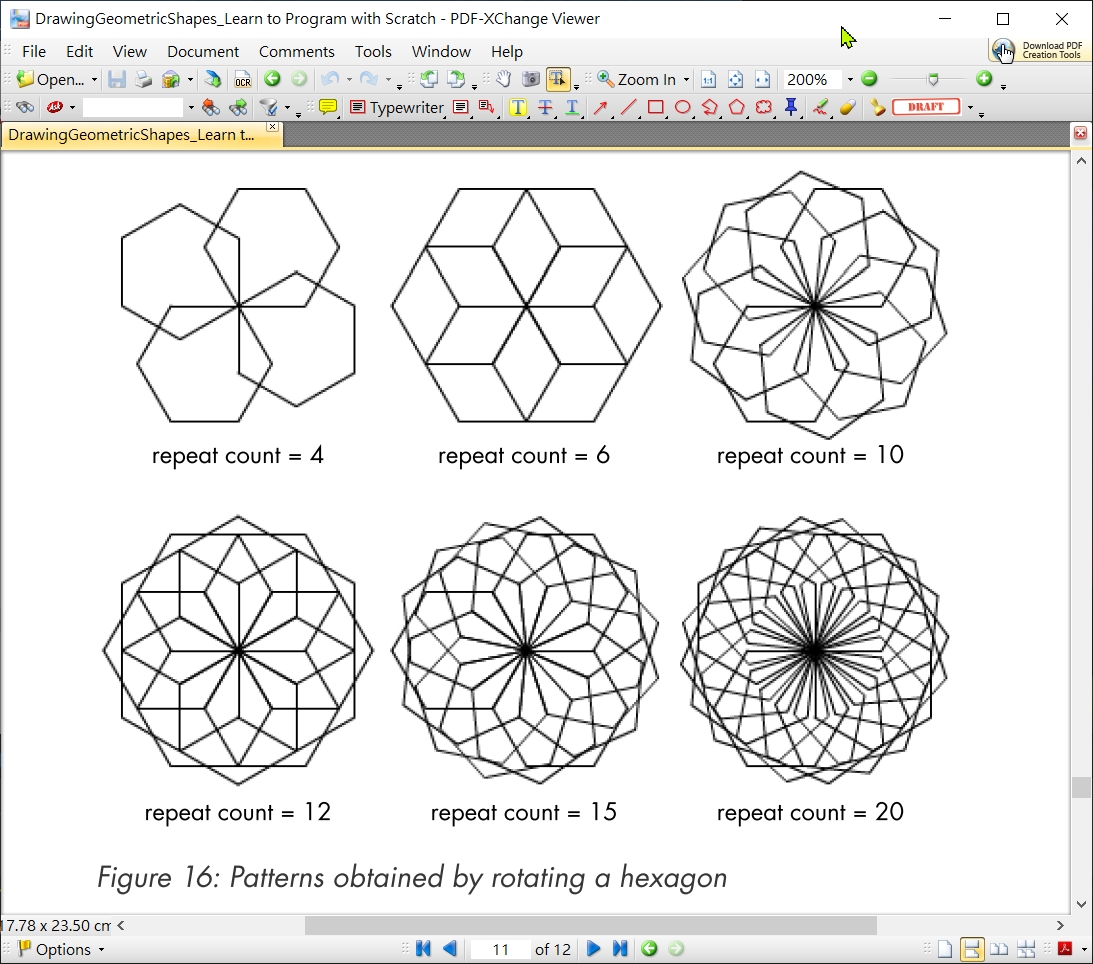 DrawingGeometricShapes_Learn to Program with Scratch - PDF-XChange Viewer
File Edit View Document Comments Tools Window Help
Download PDF
Creation Tools
Open...
OCR
Zoom In
200%
Typewriter
T T T
DRAFT
DrawingGeometricShapes_Learn t...
repeat count = 4
repeat count = 6
repeat count = 10
repeat count = 12
repeat count = 15
repeat count = 20
Figure 16: Patterns obtained by rotating a hexagon
17.78 x 23.50 cm
Options
11 of 12